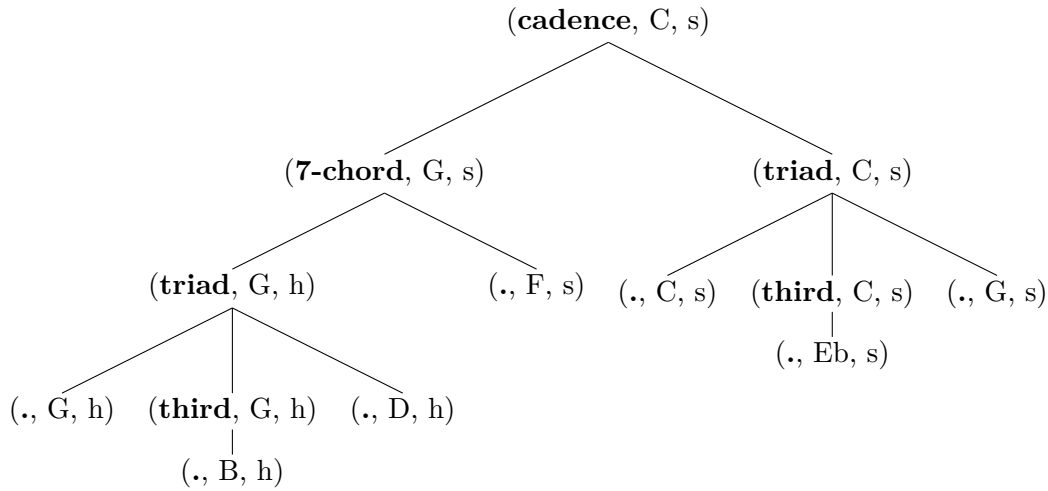 (cadence, C, s)
(7-chord, G, s) (triad, C, s)
(triad, G, h) (., F, s) (., C, s) (third, C, s) (., G, s)
(., Eb, s)
(., G, h) (third, G, h) (., D, h)
(., B, h)